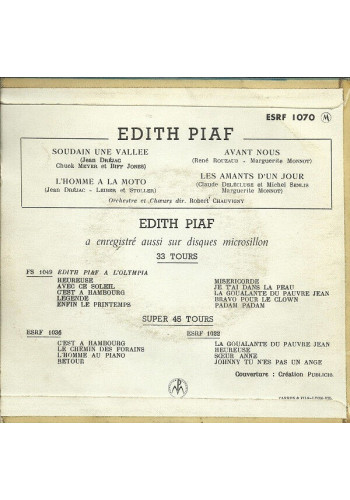 ESRF 1070 M
EDITH PIAF
SOUDAIN UNE VALLEE
(Jean Dréjac
Chuck Meyer et Biff Jones)
AVANT NOUS
(René Rouzaud - Marguerite Monnot)
L'HOMME A LA MOTO
(Jean Dréjac - Leiber et Stoller)
LES AMANTS D'UN JOUR
(Claude Delécluse et Michel Senlis
Marguerite Monnot)
Orchestre et Chœurs dir. Robert Chauvigny
EDITH PIAF
a enregistré aussi sur disques microsillon
33 TOURS
FS 1049 EDITH PIAF A L'OLYMPIA
HEUREUSE
AVEC CE SOLEIL
C'EST A HAMBOURG
LEGENDE
ENFIN LE PRINTEMPS
MISERICORDE
JE T'AI DANS LA PEAU
LA GOUALANTE DU PAUVRE JEAN
BRAVO POUR LE CLOWN
PADAM PADAM
SUPER 45 TOURS
ESRF 1036
C'EST A HAMBOURG
LE CHEMIN DES FORAINS
L'HOMME AU PIANO
RETOUR
ESRF 1022
LA GOUALANTE DU PAUVRE JEAN
HEUREUSE
SŒUR ANNE
JOHNNY TU N'ES PAS UN ANGE
Couverture : Création Publicis.